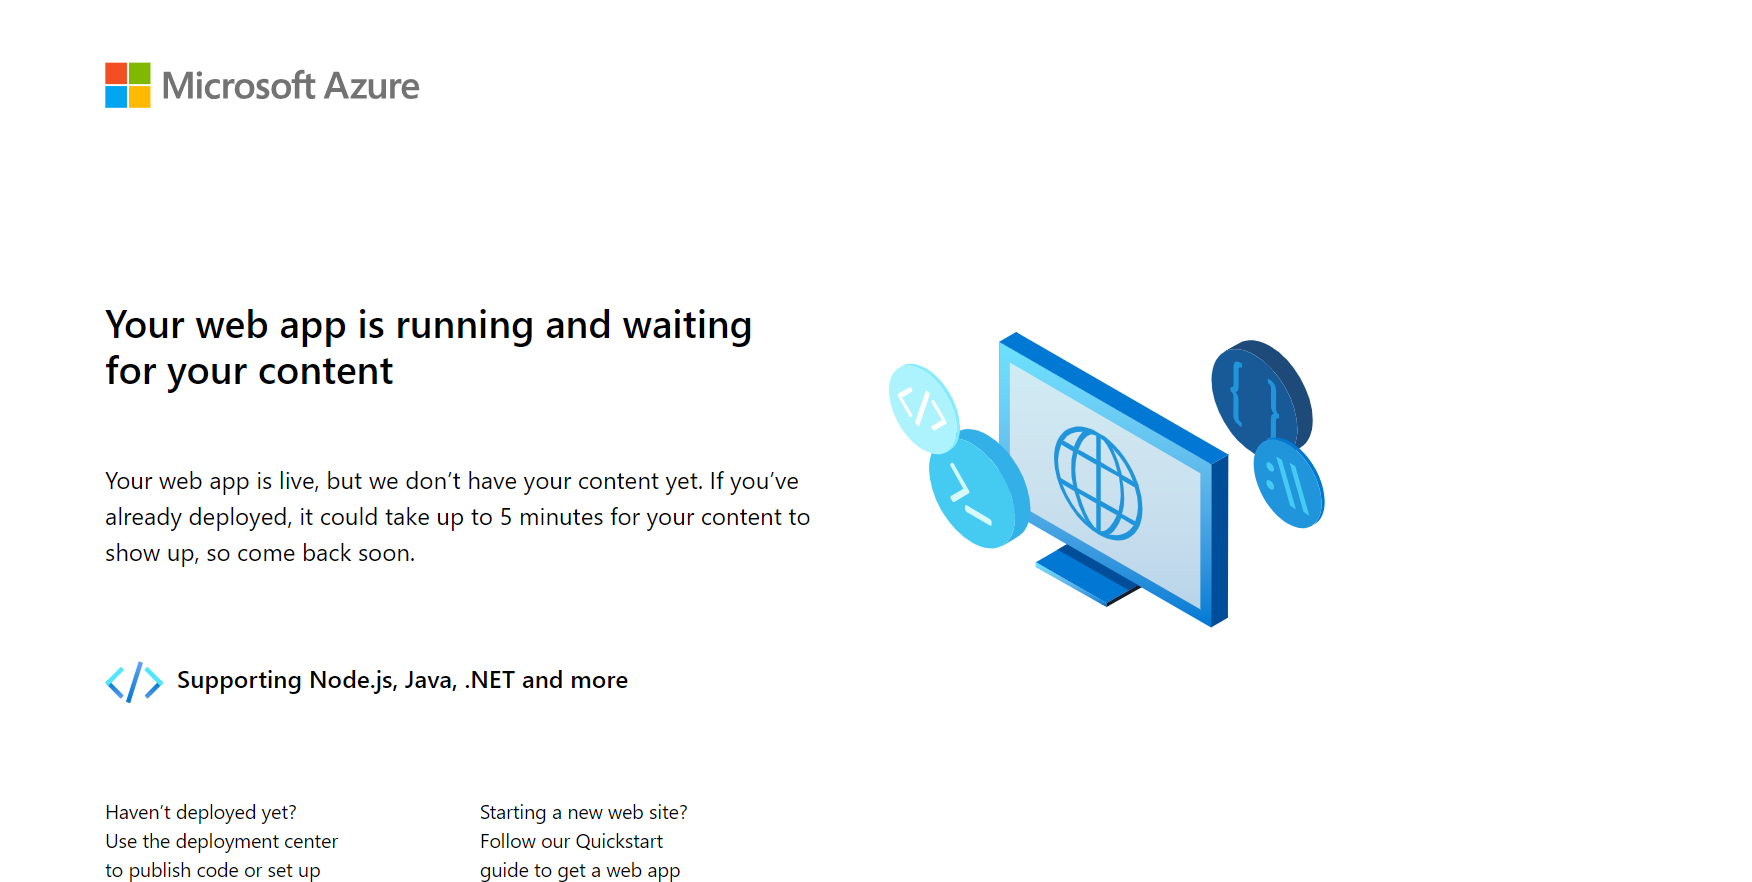 Microsoft Azure
Your web app is running and waiting
for your content
Your web app is live, but we don’t have your content yet. If you’ve
already deployed, it could take up to 5 minutes for your content to
show up, so come back soon.
</> Supporting Node.js, Java, .NET and more
Haven’t deployed yet?
Use the deployment center
to publish code or set up
Starting a new web site?
Follow our Quickstart
guide to get a web app